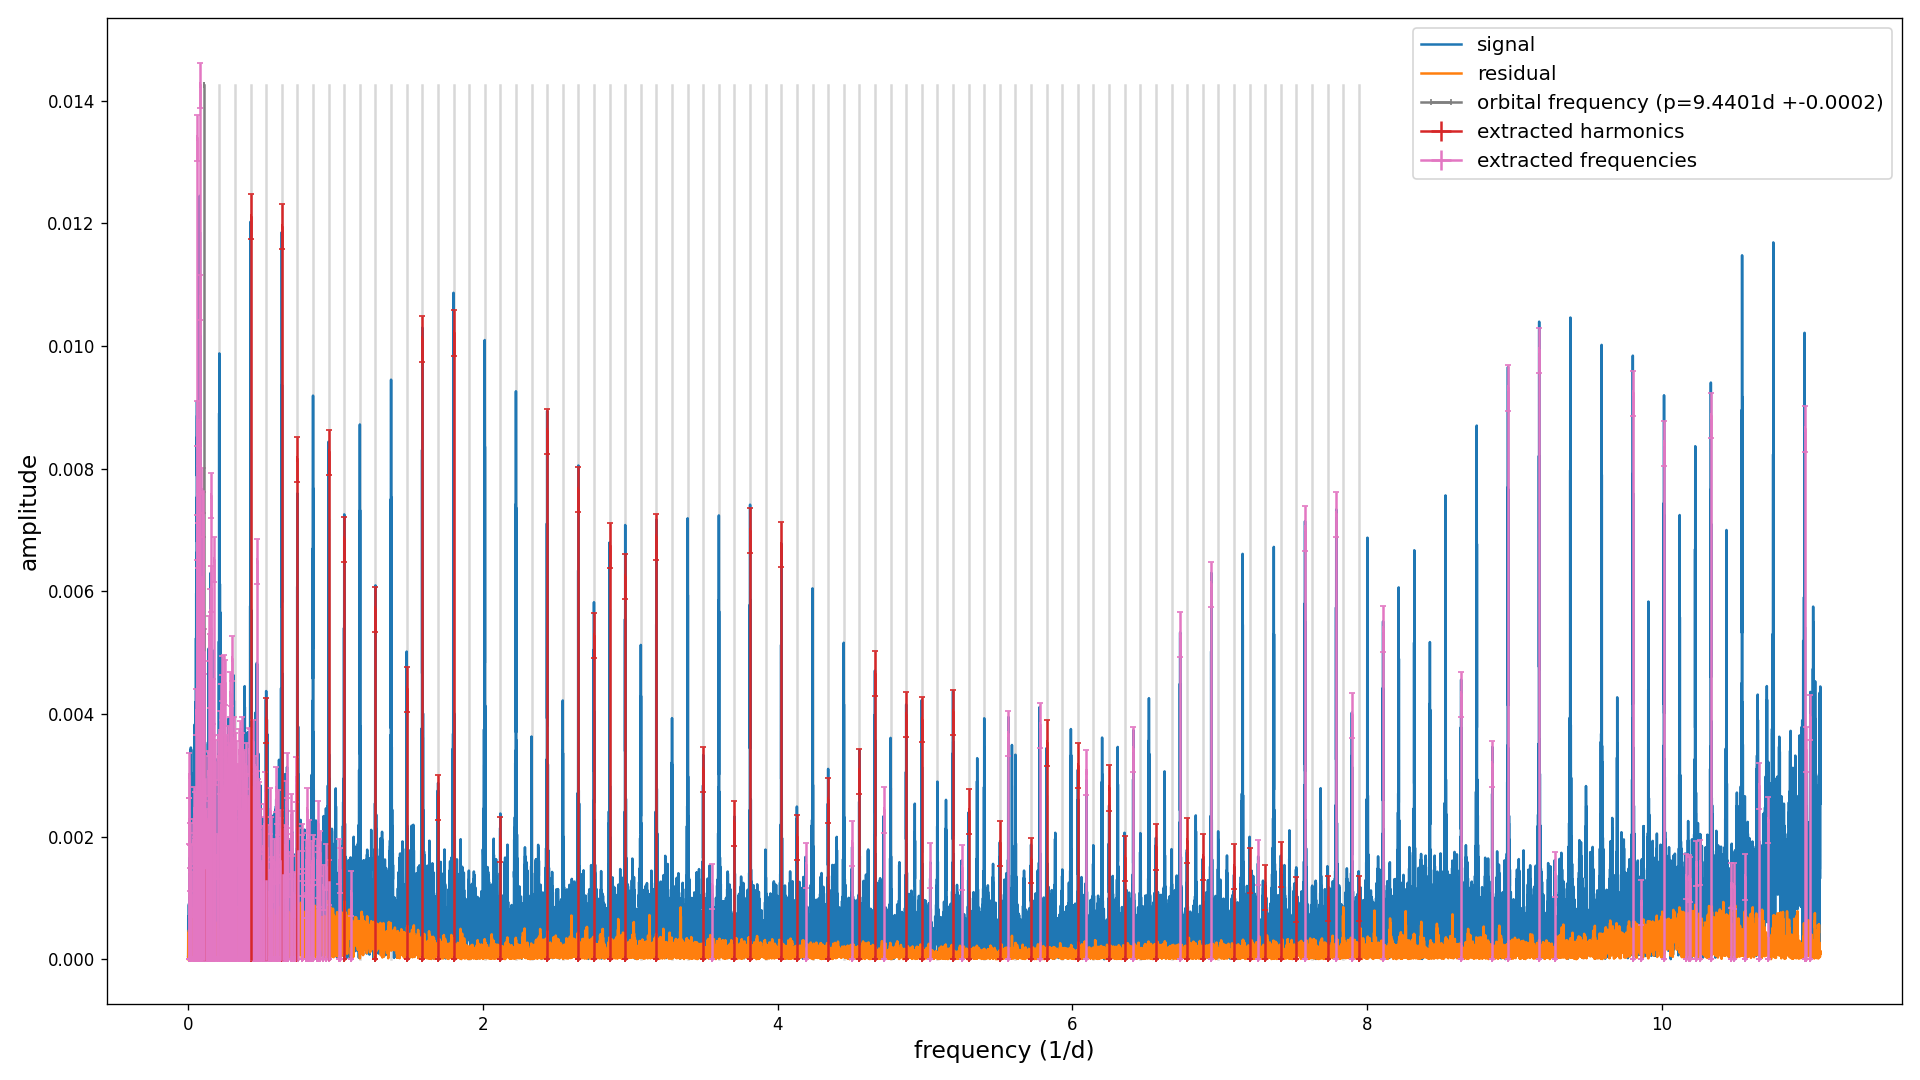 signal
residual
orbital frequency (p=9.4401d +-0.0002)
extracted harmonics
extracted frequencies
amplitude
0.014
0.012
0.010
0.008
0.006
0.004
0.002
0.000
0 2 4 6 8 10
frequency (1/d)